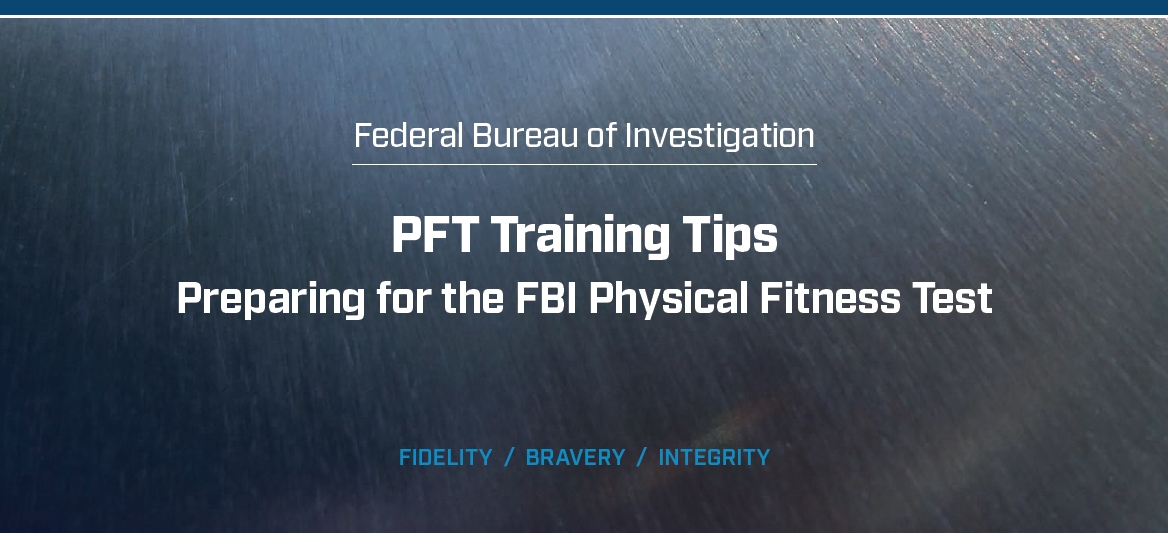 Federal Bureau of Investigation
PFT Training Tips
Preparing for the FBI Physical Fitness Test
FIDELITY / BRAVERY / INTEGRITY